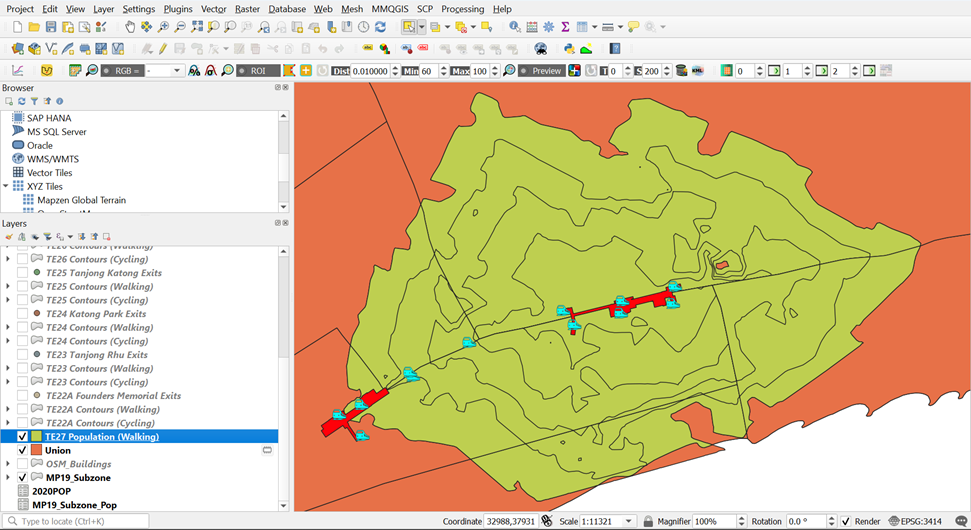 Project Edit View Layer Settings Plugins Vector Raster Database Web Mesh MMQGIS SCP Processing Help
RGB = - ROI Dist 0.010000 Min 60 Max 100 Preview T 0 S 200 KML 0 1 2
Browser
SAP HANA
MS SQL Server
Oracle
WMS/WMTS
Vector Tiles
XYZ Tiles
Mapzen Global Terrain
Layers
TE26 Contours (Walking)
TE26 Contours (Cycling)
TE25 Tanjong Katong Exits
TE25 Contours (Walking)
TE25 Contours (Cycling)
TE24 Katong Park Exits
TE24 Contours (Walking)
TE24 Contours (Cycling)
TE23 Tanjong Rhu Exits
TE23 Contours (Walking)
TE23 Contours (Cycling)
TE22A Founders Memorial Exits
TE22A Contours (Walking)
TE22A Contours (Cycling)
TE27 Population (Walking)
Union
OSM_Buildings
MP19_Subzone
2020POP
MP19_Subzone_Pop
Type to locate (Ctrl+K) Coordinate 32988,37931 Scale 1:11321 Magnifier 100% Rotation 0.0 ° Render EPSG:3414